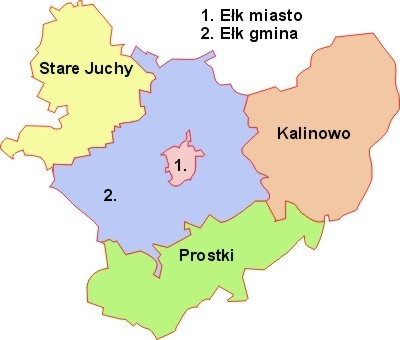 1. Ełk miasto
2. Ełk gmina
Stare Juchy
Kalinowo
1.
2.
Prostki